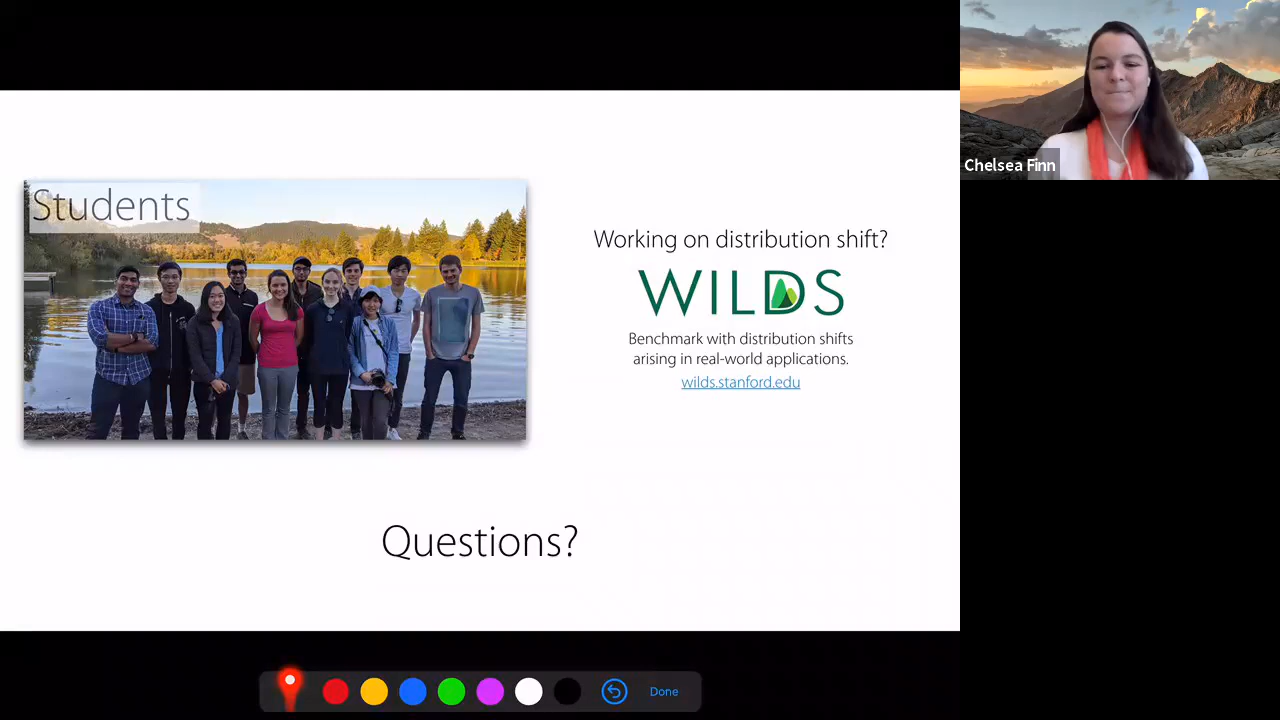 Students
Working on distribution shift?
WILDS
Benchmark with distribution shifts
arising in real-world applications.
wilds.stanford.edu
Questions?
Chelsea Finn
Done